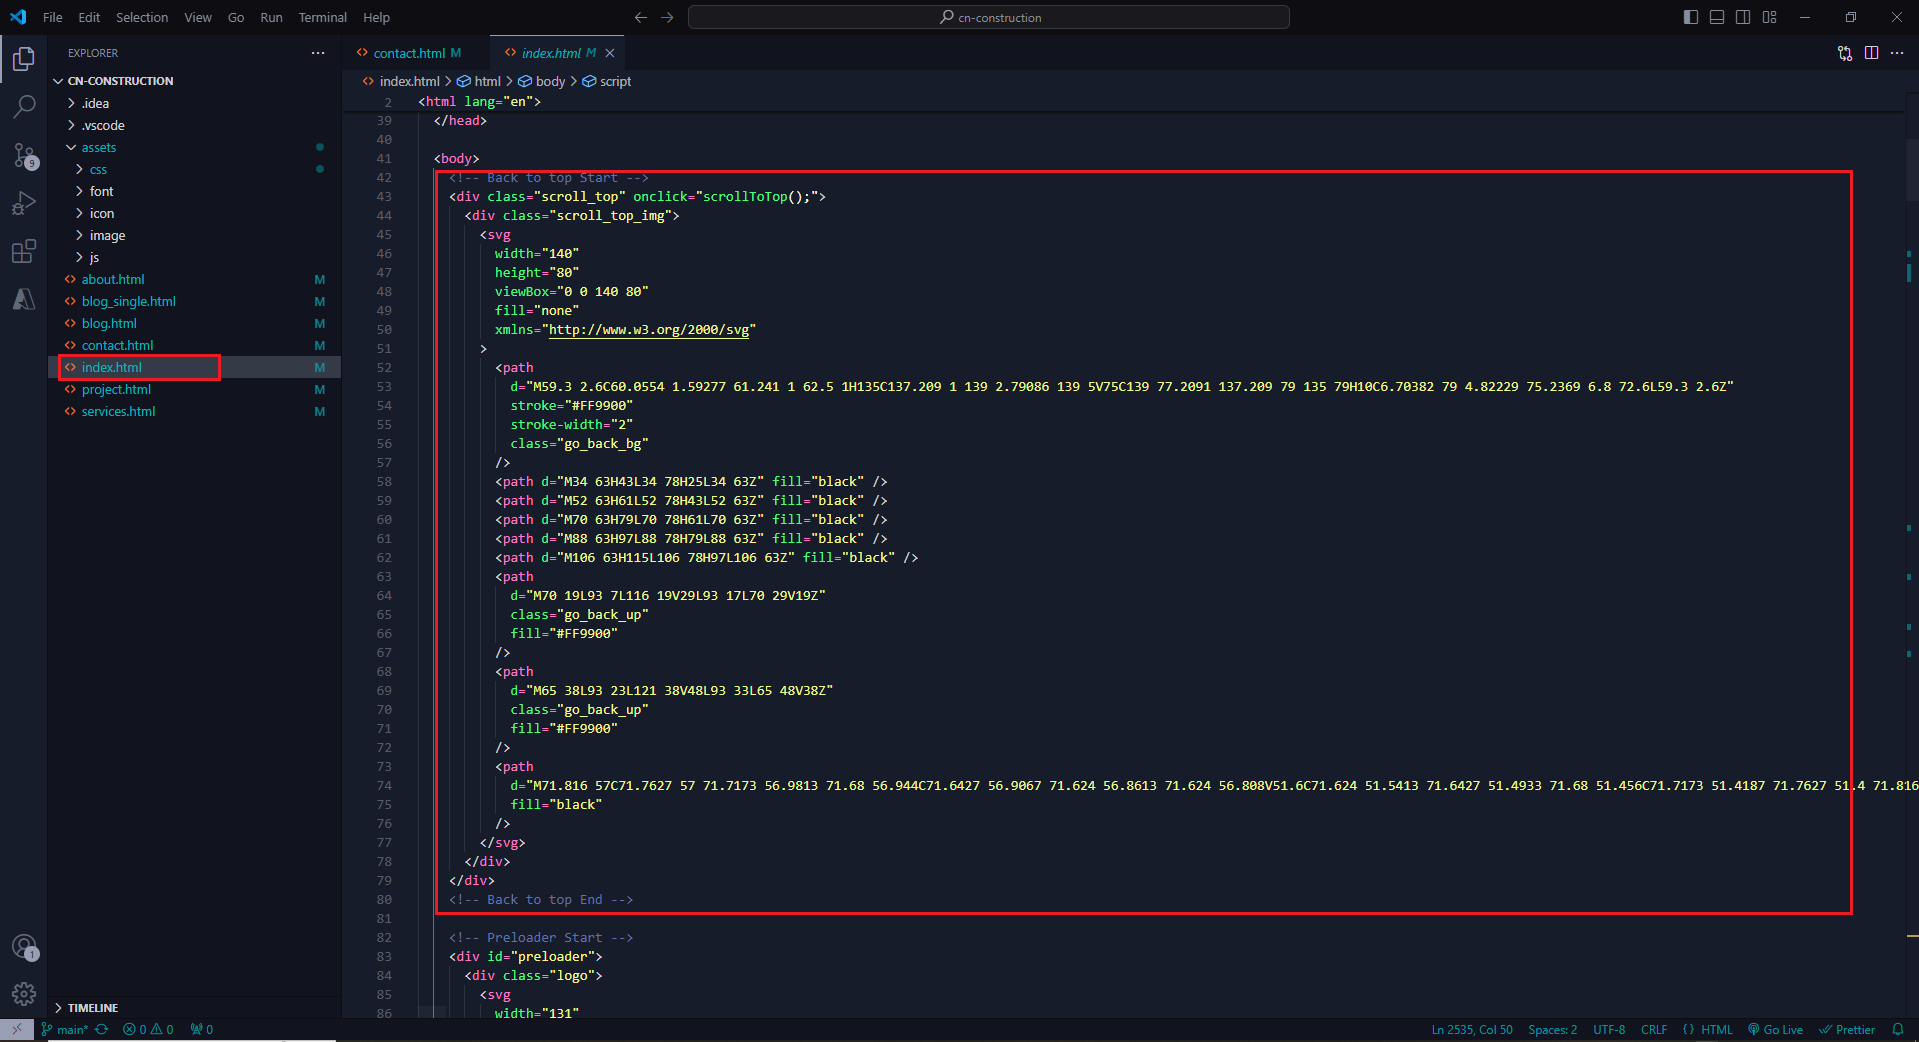 File Edit Selection View Go Run Terminal Help
cn-construction
EXPLORER
CN-CONSTRUCTION
.idea
.vscode
assets
css
font
icon
image
js
about.html M
blog_single.html M
blog.html M
contact.html M
index.html M
project.html M
services.html M
TIMELINE
9
1
contact.html M
index.html M
index.html > html > body > script
2 <html lang="en">
39 </head>
40
41 <body>
42 <!-- Back to top Start -->
43 <div class="scroll_top" onclick="scrollToTop();">
44 <div class="scroll_top_img">
45 <svg
46 width="140"
47 height="80"
48 viewBox="0 0 140 80"
49 fill="none"
50 xmlns="http://www.w3.org/2000/svg"
51 >
52 <path
53 d="M59.3 2.6C60.0554 1.59277 61.241 1 62.5 1H135C137.209 1 139 2.79086 139 5V75C139 77.2091 137.209 79 135 79H10C6.70382 79 4.82229 75.2369 6.8 72.6L59.3 2.6Z"
54 stroke="#FF9900"
55 stroke-width="2"
56 class="go_back_bg"
57 />
58 <path d="M34 63H43L34 78H25L34 63Z" fill="black" />
59 <path d="M52 63H61L52 78H43L52 63Z" fill="black" />
60 <path d="M70 63H79L70 78H61L70 63Z" fill="black" />
61 <path d="M88 63H97L88 78H79L88 63Z" fill="black" />
62 <path d="M106 63H115L106 78H97L106 63Z" fill="black" />
63 <path
64 d="M70 19L93 7L116 19V29L93 17L70 29V19Z"
65 class="go_back_up"
66 fill="#FF9900"
67 />
68 <path
69 d="M65 38L93 23L121 38V48L93 33L65 48V38Z"
70 class="go_back_up"
71 fill="#FF9900"
72 />
73 <path
74 d="M71.816 57C71.7627 57 71.7173 56.9813 71.68 56.944C71.6427 56.9067 71.624 56.8613 71.624 56.808V51.6C71.624 51.5413 71.6427 51.4933 71.68 51.456C71.7173 51.4187 71.7627 51.4 71.816
75 fill="black"
76 />
77 </svg>
78 </div>
79 </div>
80 <!-- Back to top End -->
81
82 <!-- Preloader Start -->
83 <div id="preloader">
84 <div class="logo">
85 <svg
86 width="131"
main* 0 0 0 Ln 2535, Col 50 Spaces: 2 UTF-8 CRLF {} HTML Go Live Prettier